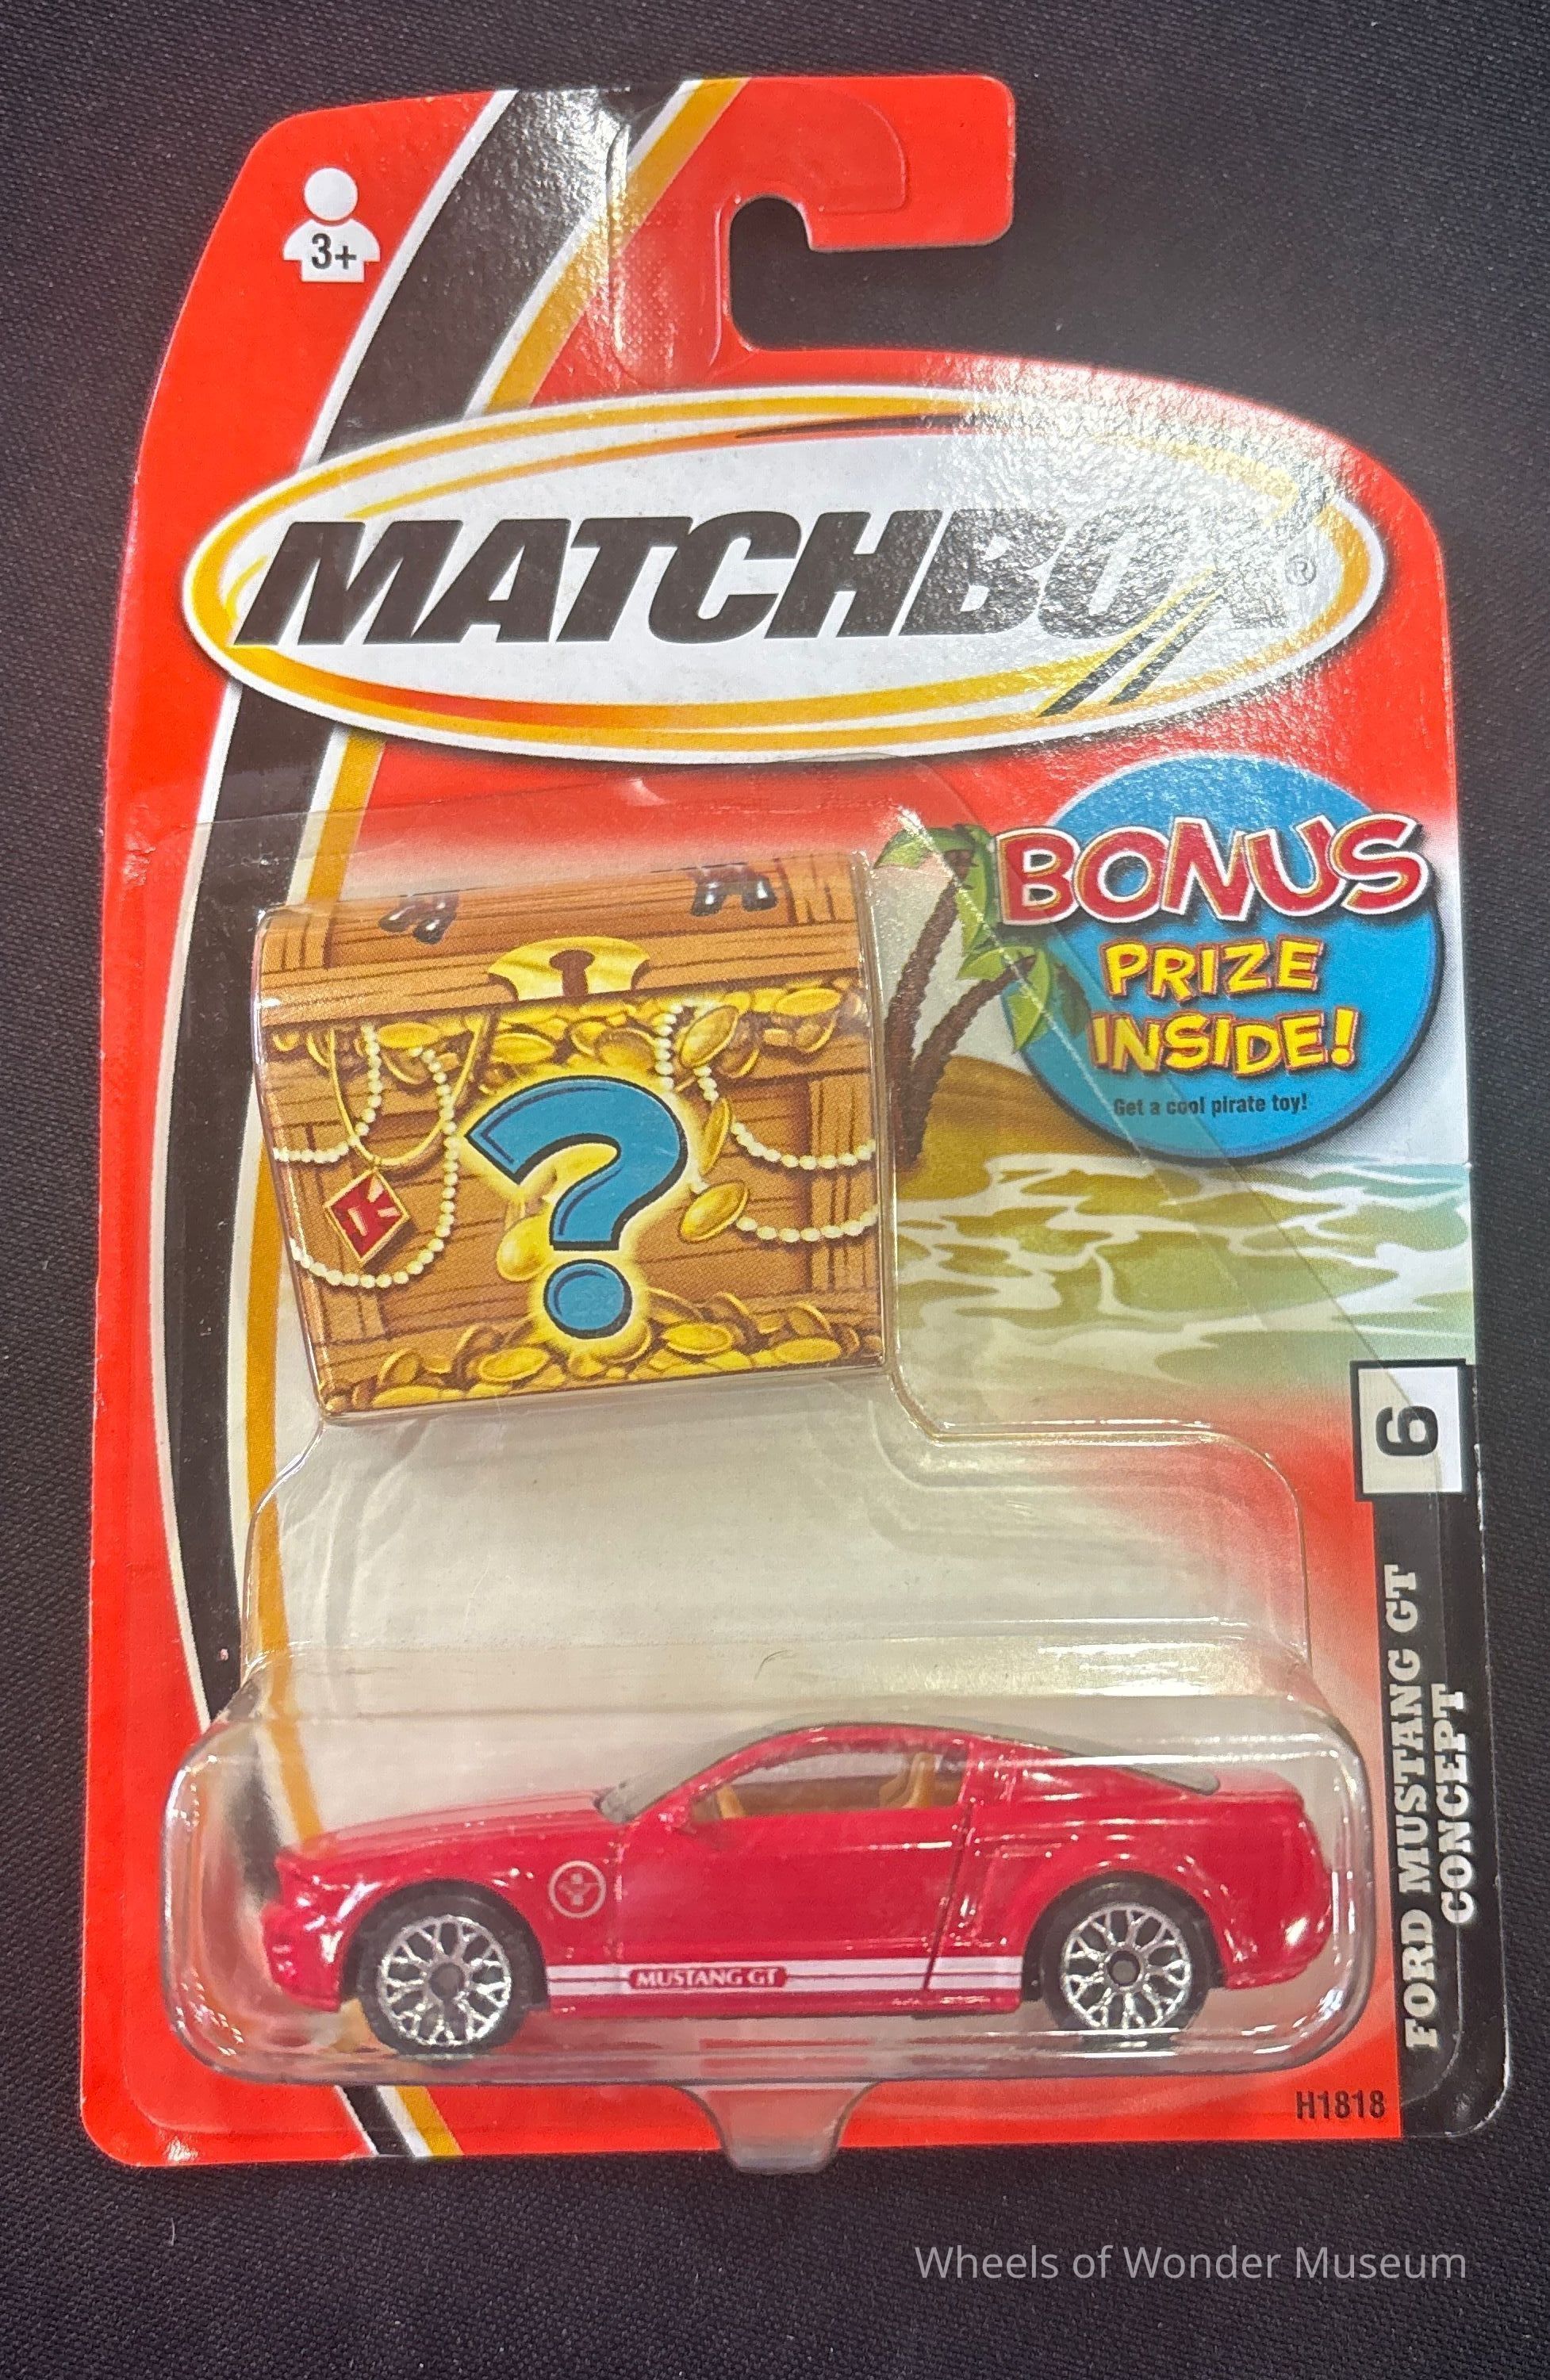 3+
MATCHBOX®
BONUS
PRIZE
INSIDE!
Get a cool pirate toy!
6
FORD MUSTANG GT
CONCEPT
MUSTANG GT
H1818
Wheels of Wonder Museum